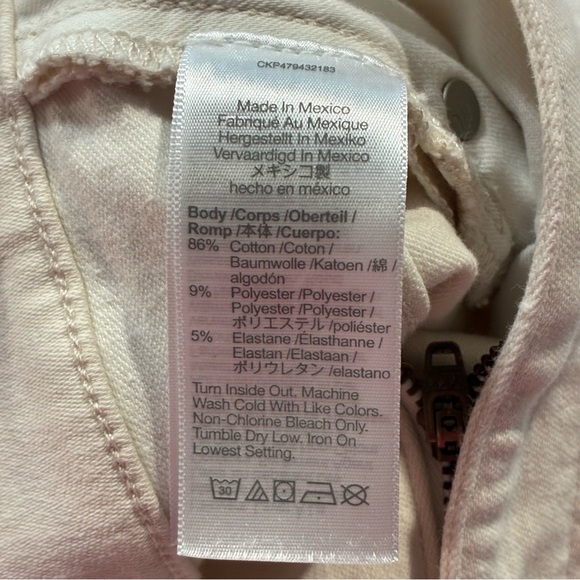 CKP479432183
Made In Mexico
Fabriqué Au Mexique
Hergestellt In Mexiko
Vervaardigd In Mexico
メキシコ製
hecho en méxico
Body /Corps /Oberteil /
Romp /本体 /Cuerpo:
86% Cotton /Coton /
Baumwolle /Katoen /綿 /
algodón
9% Polyester /Polyester /
Polyester /Polyester /
ポリエステル /poliéster
5% Elastane /Élasthanne /
Elastan /Elastaan /
ポリウレタン /elastano
Turn Inside Out. Machine
Wash Cold With Like Colors.
Non-Chlorine Bleach Only.
Tumble Dry Low. Iron On
Lowest Setting.
30